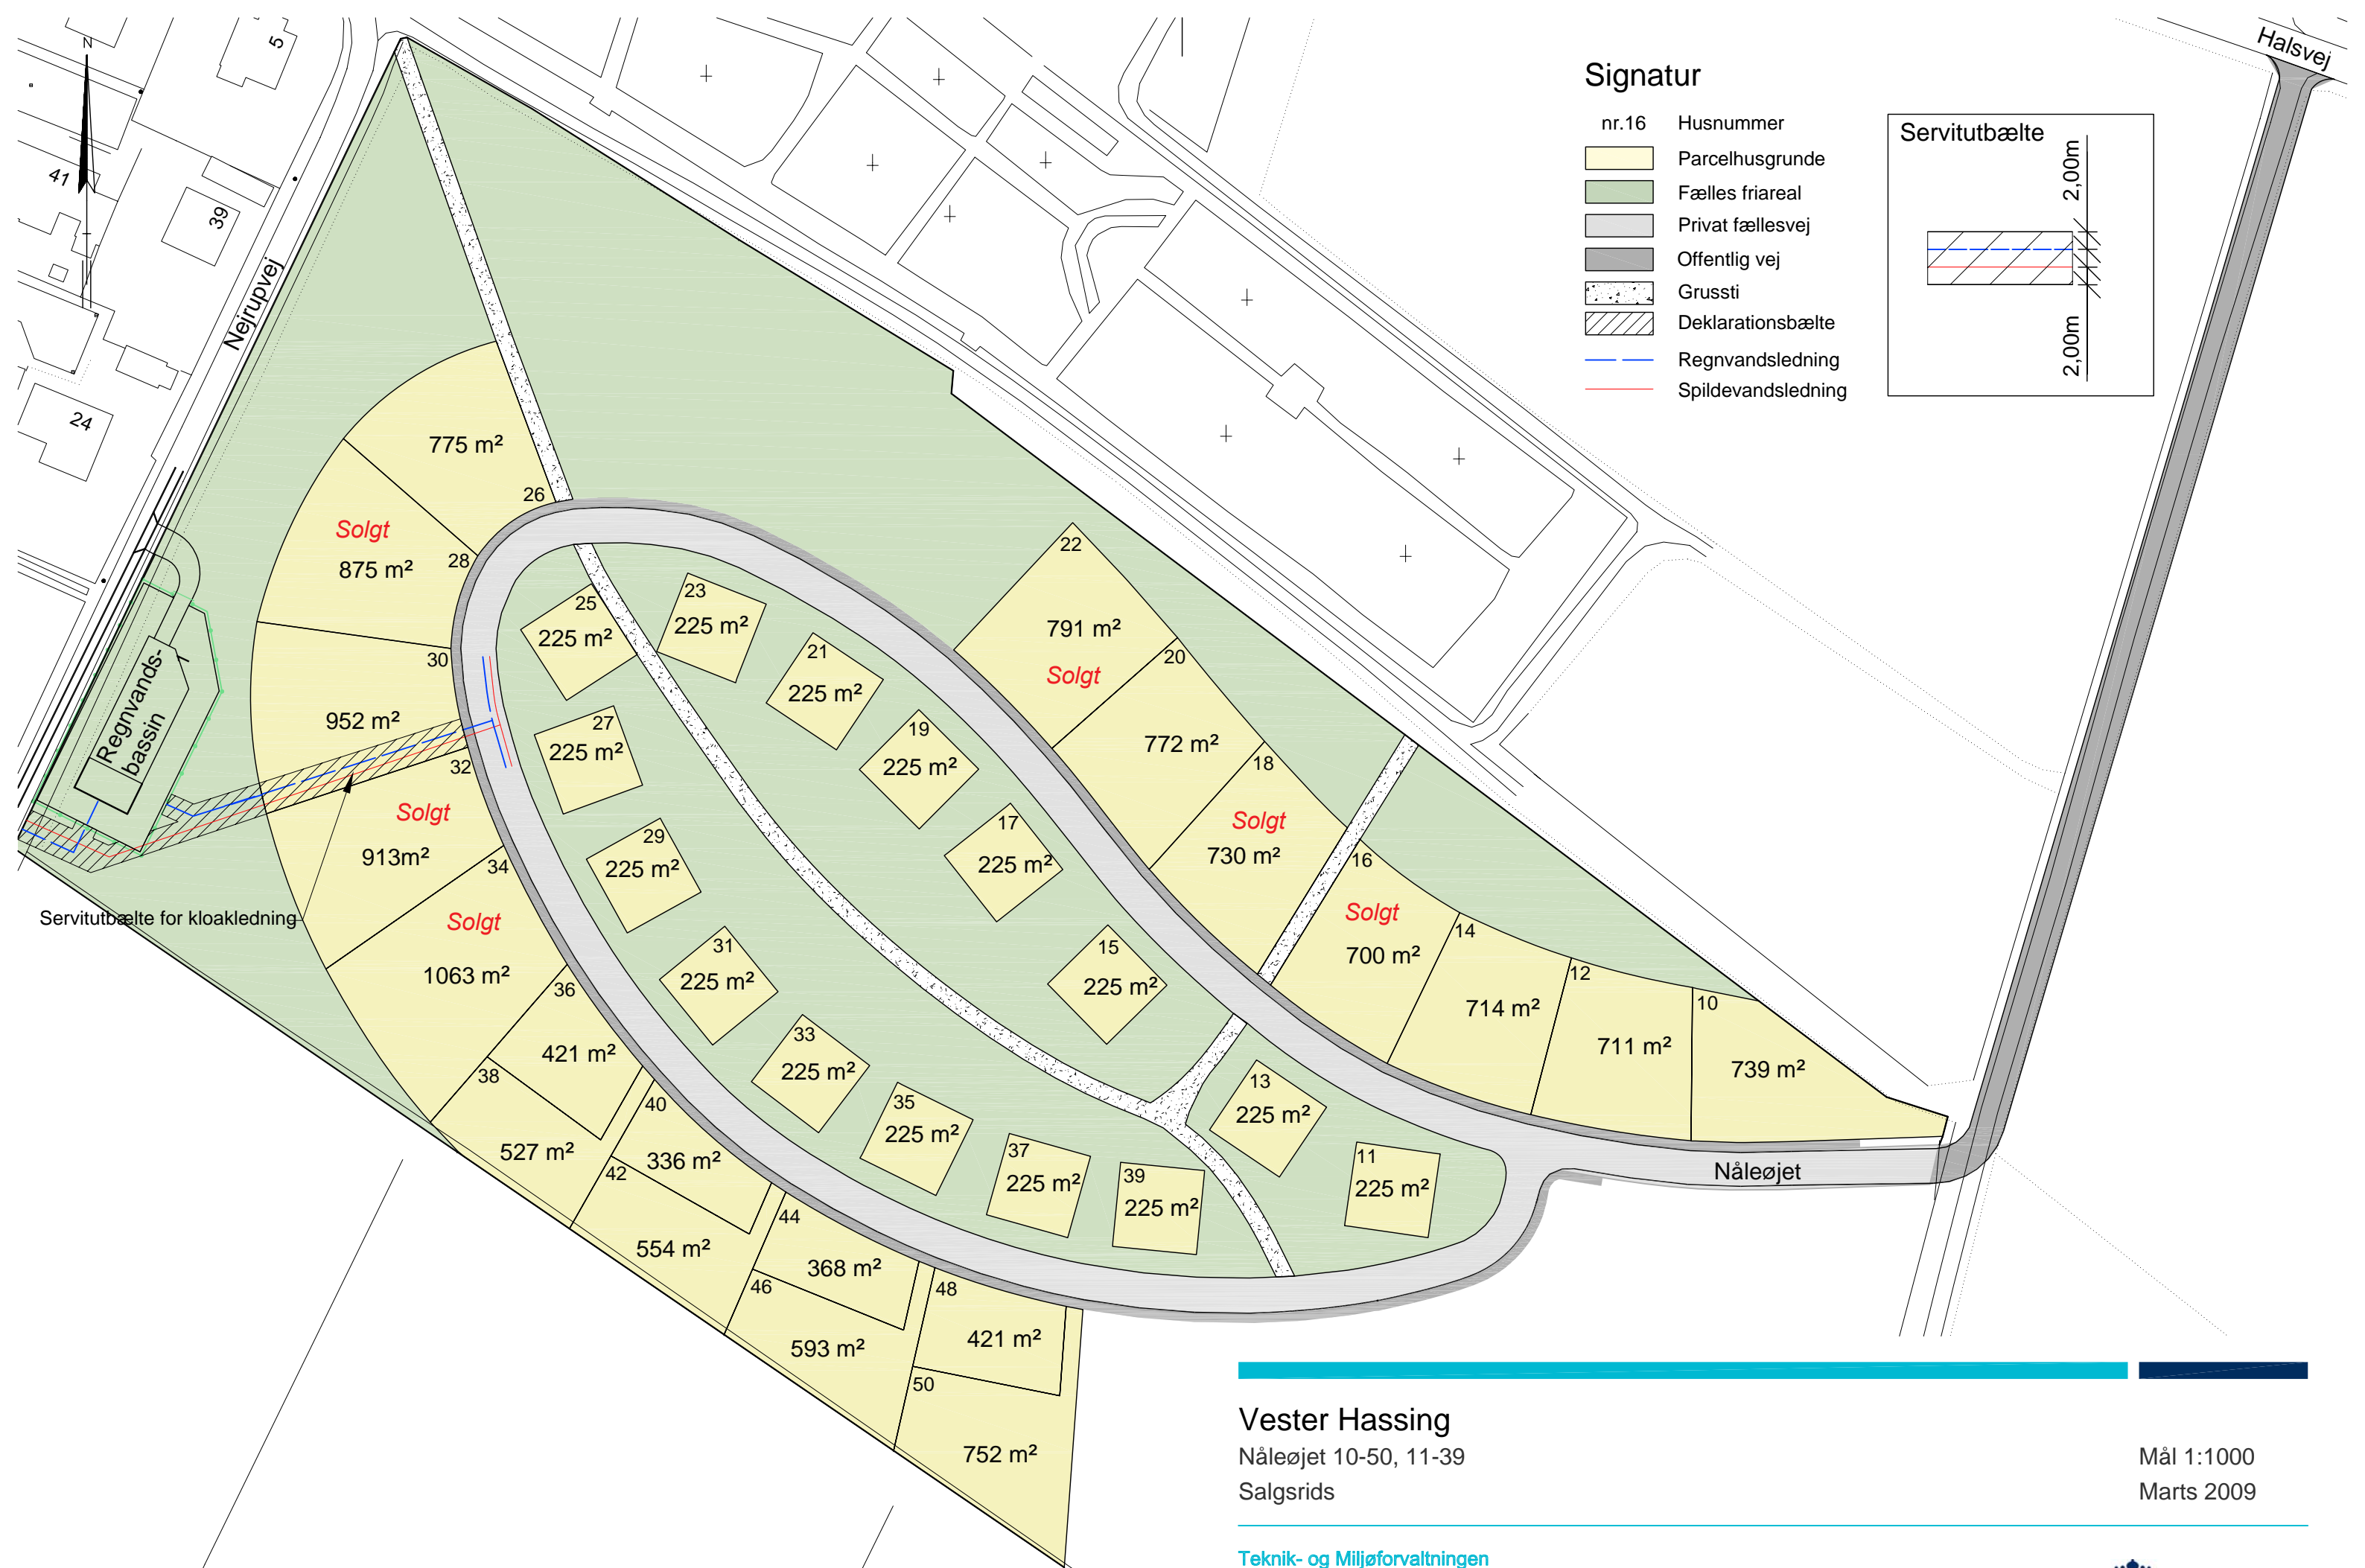 N
5
41
39
24
Nejrupvej
Halsvej
Signatur
nr.16 Husnummer
Parcelhusgrunde
Fælles friareal
Privat fællesvej
Offentlig vej
Grussti
Deklarationsbælte
Regnvandsledning
Spildevandsledning
Servitutbælte
2,00m
2,00m
775 m²
26
Solgt
875 m²
28
30
952 m²
32
Solgt
913m²
34
Solgt
1063 m²
36
421 m²
38
527 m²
40
336 m²
42
554 m²
44
368 m²
46
593 m²
48
421 m²
50
752 m²
Regnvands-
bassin
Servitutbælte for kloakledning
25
225 m²
23
225 m²
21
225 m²
27
225 m²
19
225 m²
29
225 m²
17
225 m²
31
225 m²
15
225 m²
33
225 m²
35
225 m²
37
225 m²
39
225 m²
13
225 m²
11
225 m²
22
791 m²
Solgt
20
772 m²
18
Solgt
730 m²
16
Solgt
700 m²
14
714 m²
12
711 m²
10
739 m²
Nåleøjet
Vester Hassing
Nåleøjet 10-50, 11-39
Mål 1:1000
Salgsrids
Marts 2009
Teknik- og Miljøforvaltningen